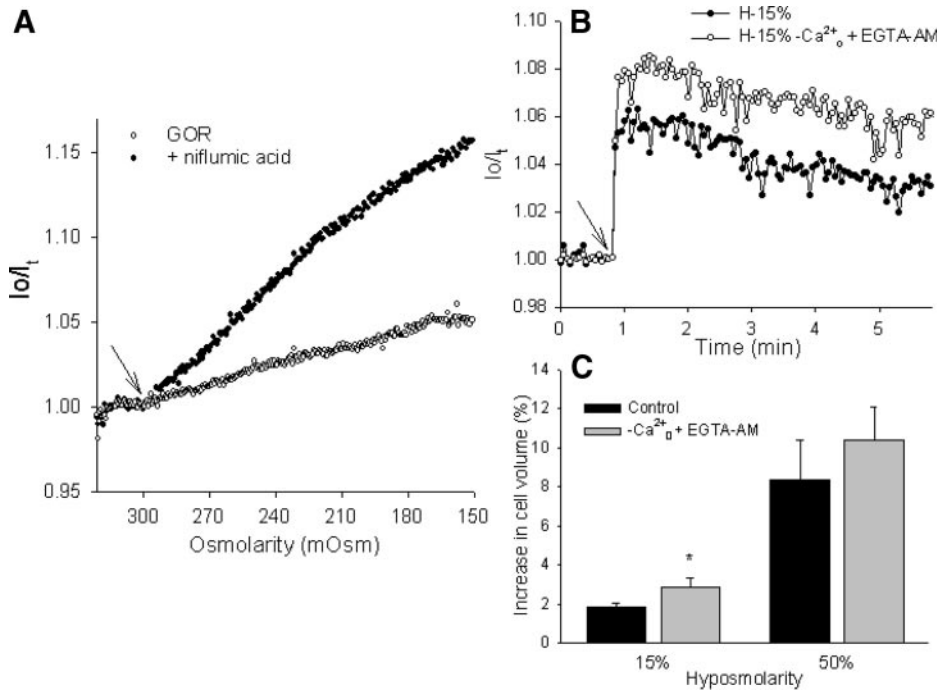 A
GOR
+ niflumic acid
Io/It
1.15
1.10
1.05
1.00
0.95
300 270 240 210 180 150
Osmolarity (mOsm)
B
H-15%
H-15% -Ca2+o + EGTA-AM
Io/It
1.10
1.08
1.06
1.04
1.02
1.00
0.98
0 1 2 3 4 5
Time (min)
C
Control
-Ca2+0 + EGTA-AM
Increase in cell volume (%)
14
12
10
8
6
4
2
0
*
15% 50%
Hyposmolarity